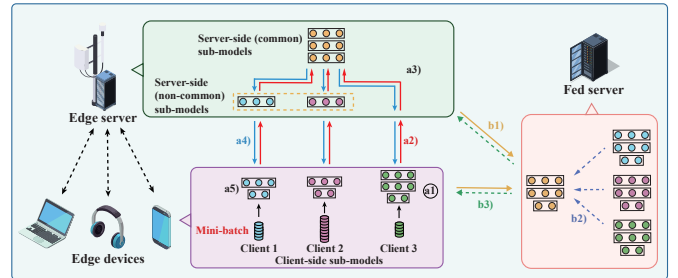 Server-side (common)
sub-models
a3)
Server-side
(non-common)
sub-models
Edge server
Fed server
a4)
a2)
b1)
a5)
a1
b3)
b2)
Mini-batch
Client 1
Client 2
Client 3
Edge devices
Client-side sub-models